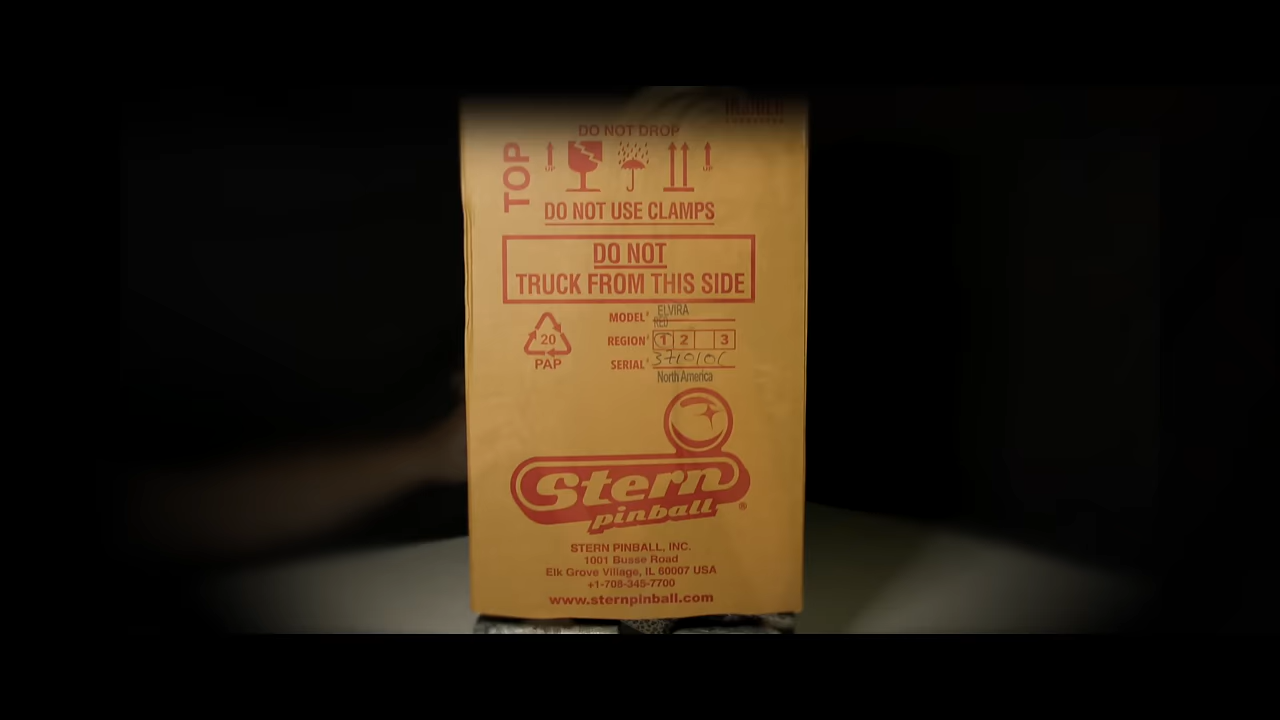 DO NOT DROP
TOP
UP
UP
DO NOT USE CLAMPS
DO NOT
TRUCK FROM THIS SIDE
MODEL# ELVIRA
RED
REGION# 1 2 3
SERIAL#
North America
20
PAP
Stern
pinball®
STERN PINBALL, INC.
1001 Busse Road
Elk Grove Village, IL 60007 USA
+1-708-345-7700
www.sternpinball.com